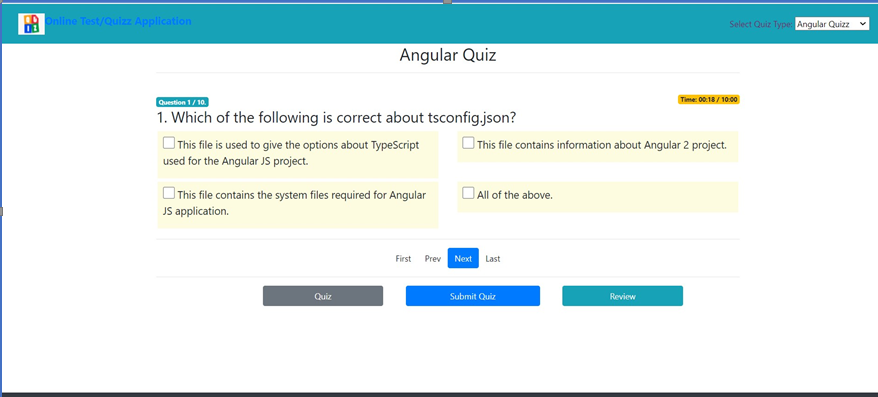 Online Test/Quizz Application
Select Quiz Type: Angular Quizz
Angular Quiz
Question 1 / 10.
Time: 00:18 / 10:00
1. Which of the following is correct about tsconfig.json?
This file is used to give the options about TypeScript
used for the Angular JS project.
This file contains information about Angular 2 project.
This file contains the system files required for Angular
JS application.
All of the above.
First Prev Next Last
Quiz Submit Quiz Review